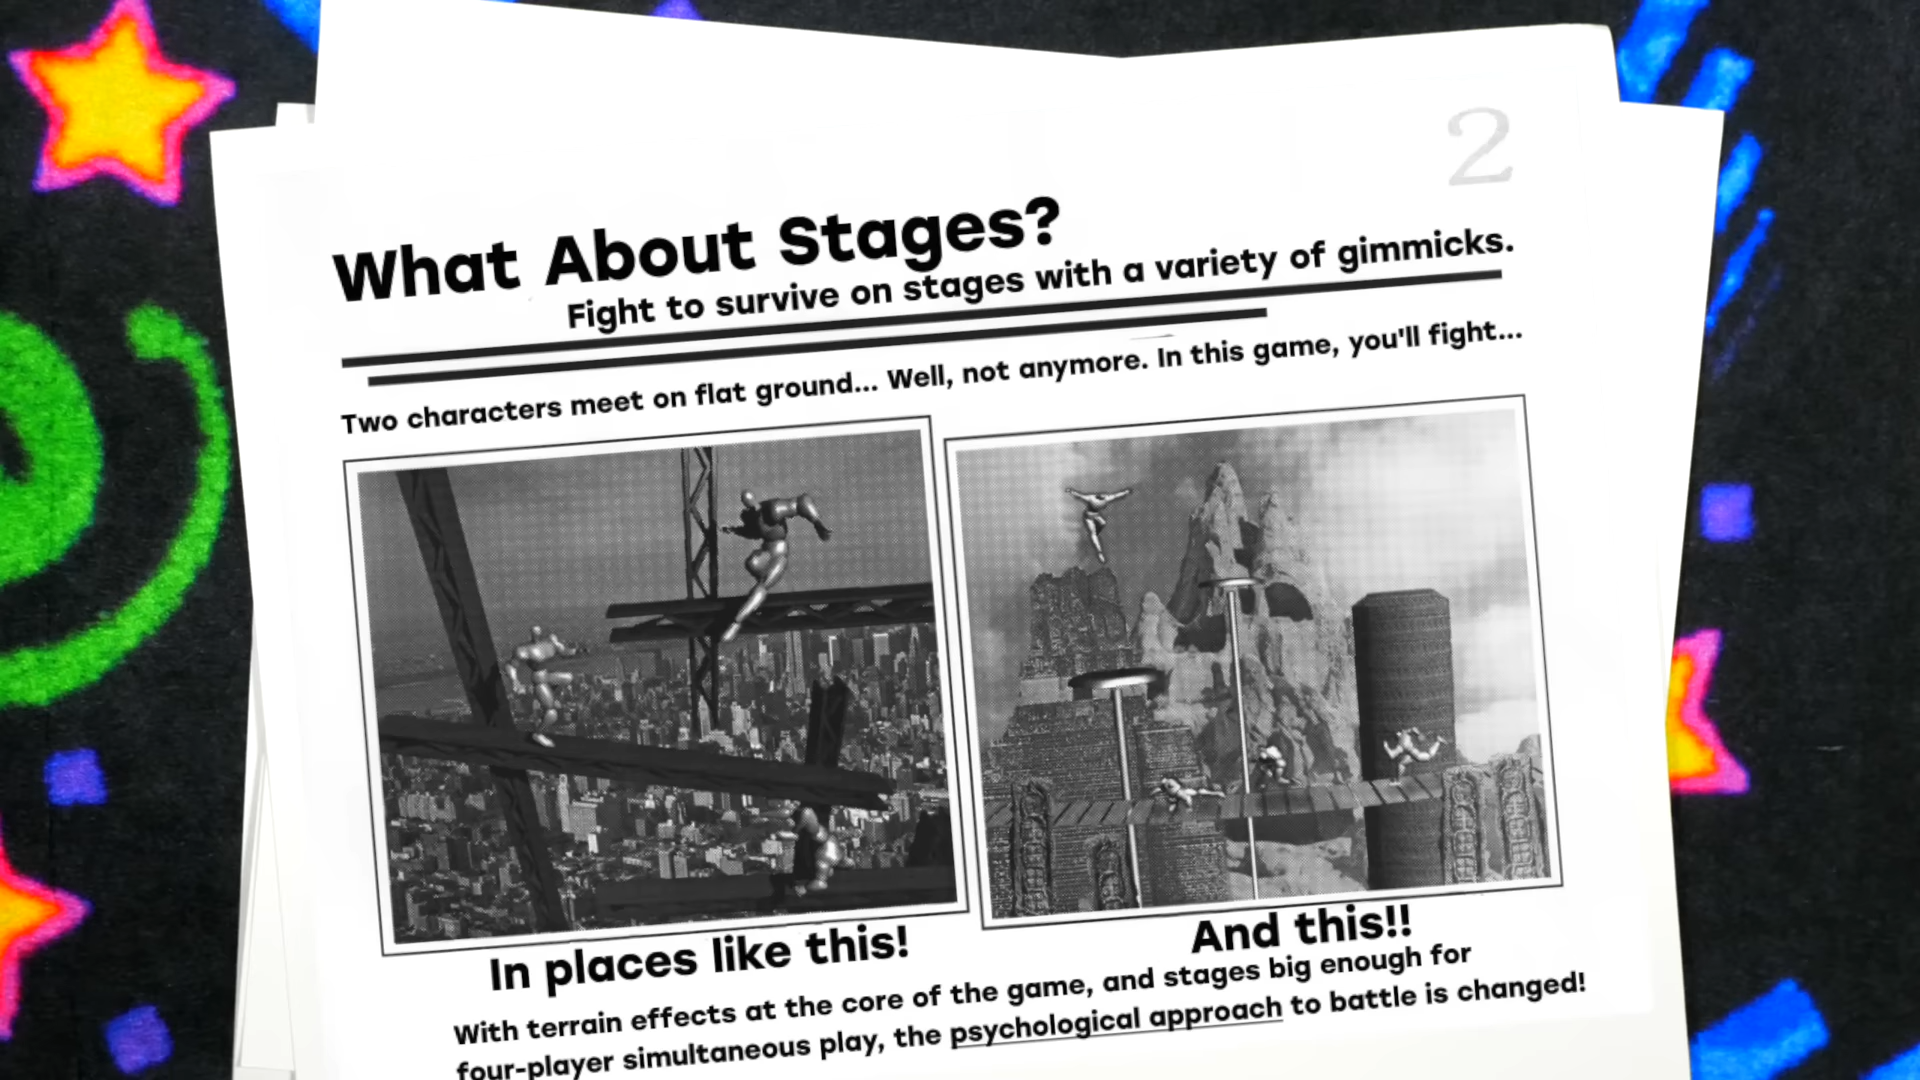 2
What About Stages?
Fight to survive on stages with a variety of gimmicks.
Two characters meet on flat ground... Well, not anymore. In this game, you'll fight...
In places like this!
And this!!
With terrain effects at the core of the game, and stages big enough for
four-player simultaneous play, the psychological approach to battle is changed!